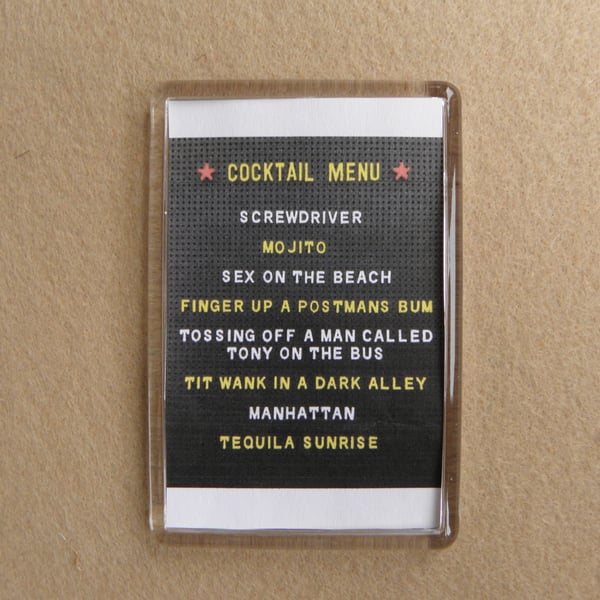 COCKTAIL MENU
SCREWDRIVER
MOJITO
SEX ON THE BEACH
FINGER UP A POSTMANS BUM
TOSSING OFF A MAN CALLED
TONY ON THE BUS
TIT WANK IN A DARK ALLEY
MANHATTAN
TEQUILA SUNRISE